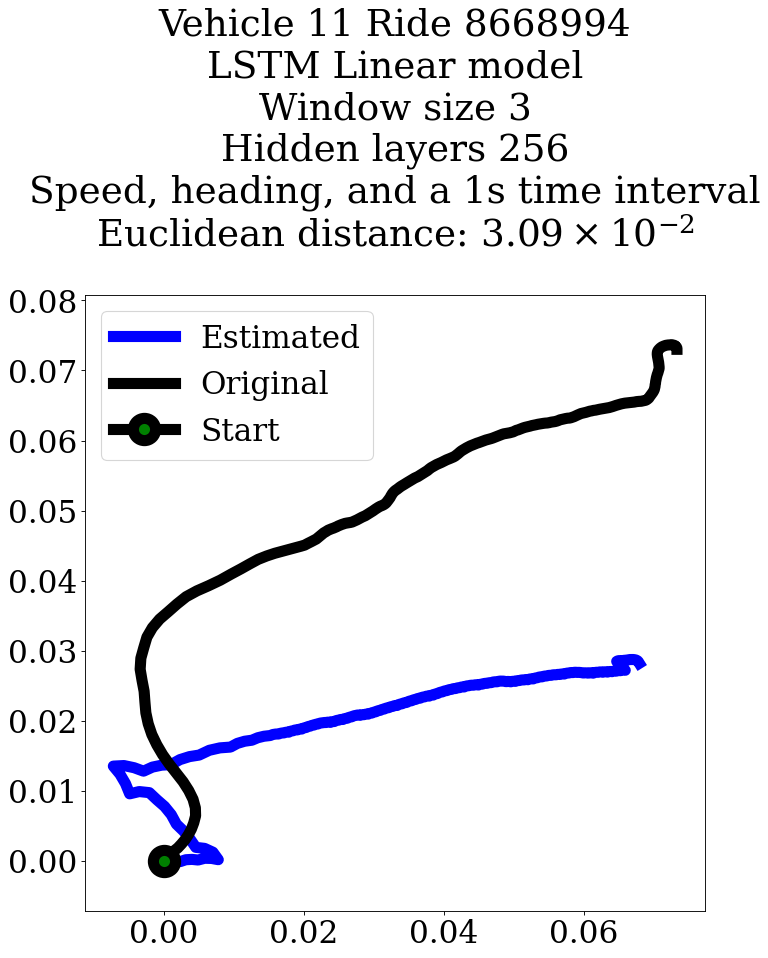 Vehicle 11 Ride 8668994
LSTM Linear model
Window size 3
Hidden layers 256
Speed, heading, and a 1s time interval
Euclidean distance: 3.09 × 10⁻²
0.08
0.07
0.06
0.05
0.04
0.03
0.02
0.01
0.00
Estimated
Original
Start
0.00 0.02 0.04 0.06